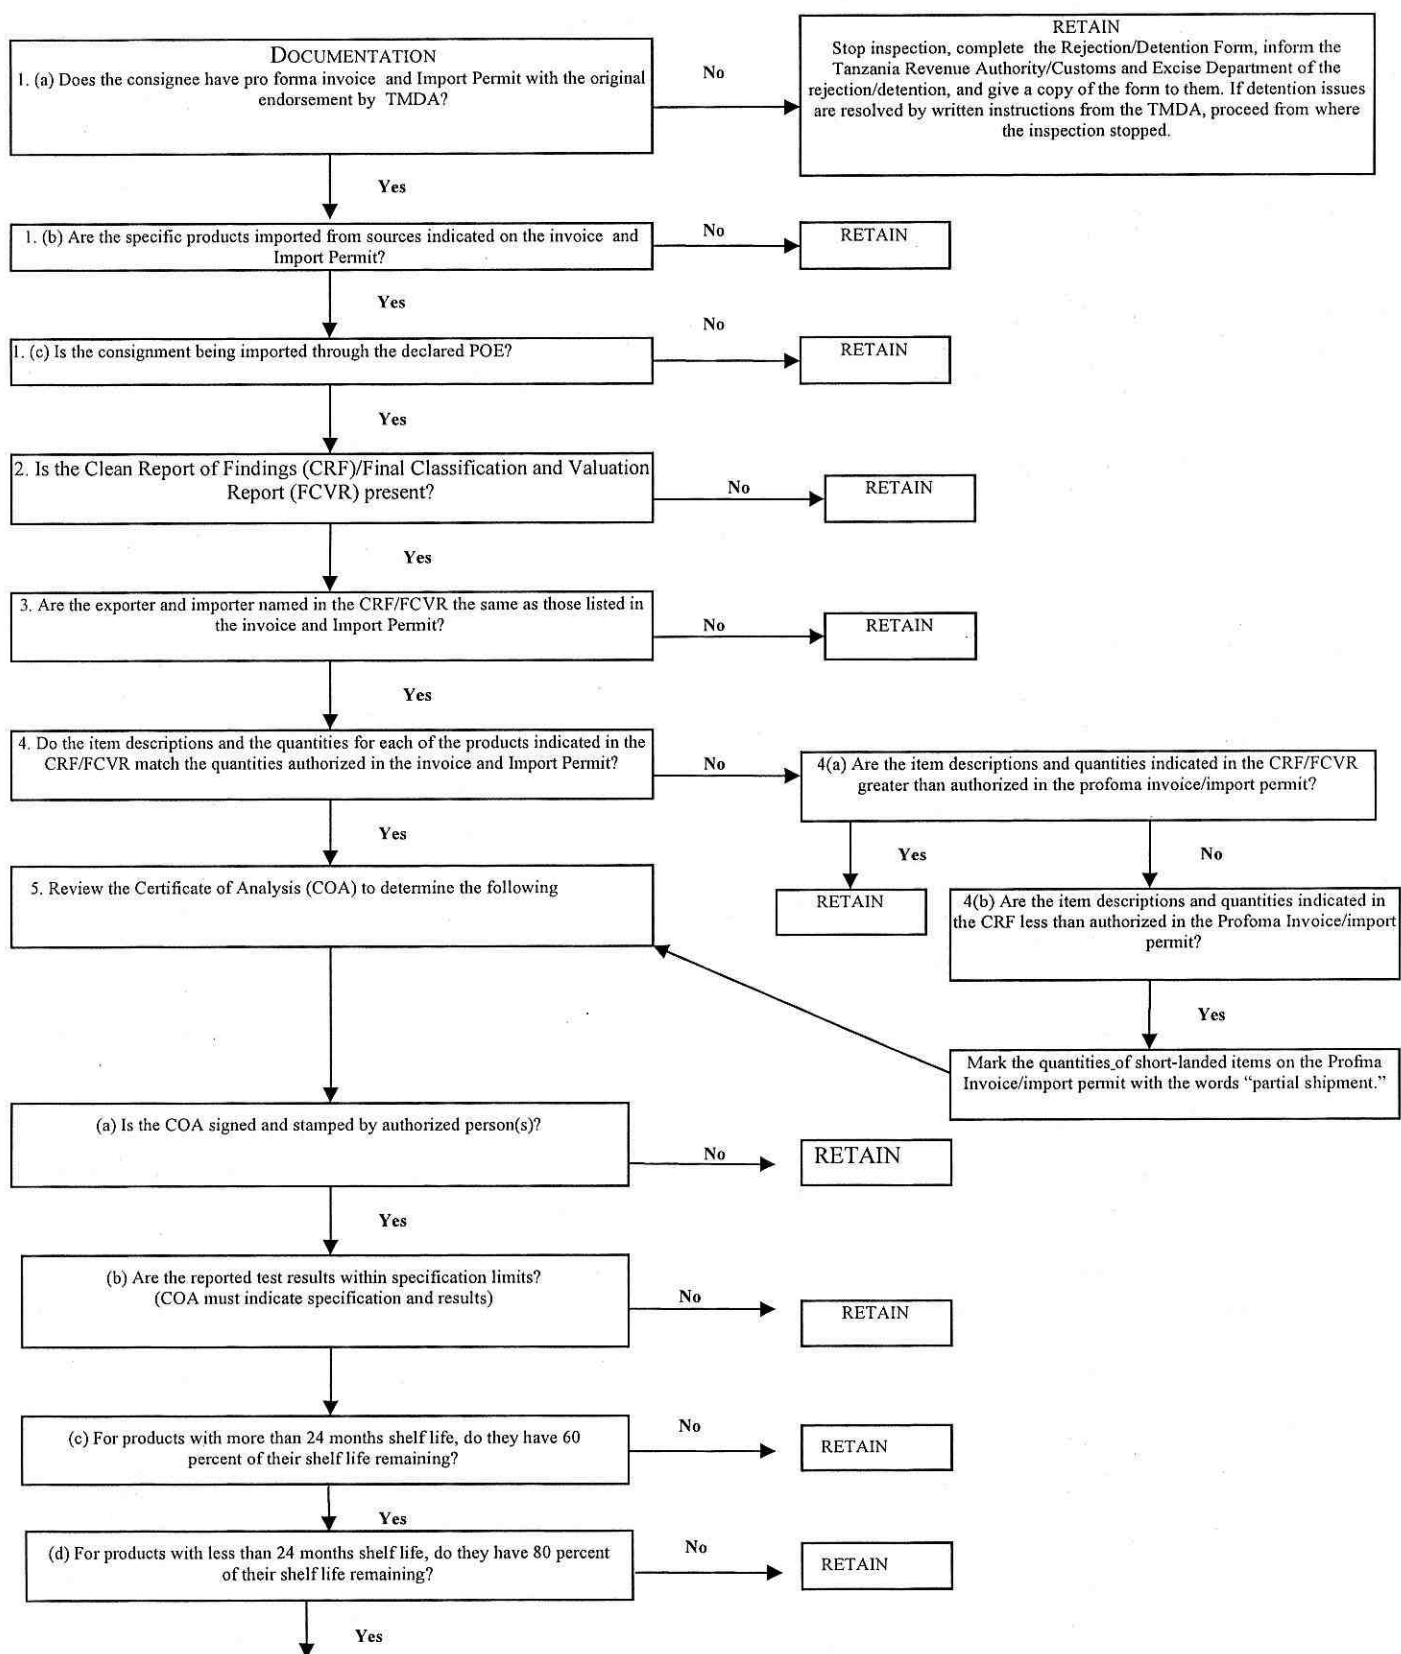 DOCUMENTATION
1. (a) Does the consignee have pro forma invoice and Import Permit with the original
endorsement by TMDA?
No
RETAIN
Stop inspection, complete the Rejection/Detention Form, inform the
Tanzania Revenue Authority/Customs and Excise Department of the
rejection/detention, and give a copy of the form to them. If detention issues
are resolved by written instructions from the TMDA, proceed from where
the inspection stopped.
Yes
1. (b) Are the specific products imported from sources indicated on the invoice and
Import Permit?
No
RETAIN
Yes
1. (c) Is the consignment being imported through the declared POE?
No
RETAIN
Yes
2. Is the Clean Report of Findings (CRF)/Final Classification and Valuation
Report (FCVR) present?
No
RETAIN
Yes
3. Are the exporter and importer named in the CRF/FCVR the same as those listed in
the invoice and Import Permit?
No
RETAIN
Yes
4. Do the item descriptions and the quantities for each of the products indicated in the
CRF/FCVR match the quantities authorized in the invoice and Import Permit?
No
4(a) Are the item descriptions and quantities indicated in the CRF/FCVR
greater than authorized in the profoma invoice/import permit?
Yes
Yes
No
RETAIN
4(b) Are the item descriptions and quantities indicated in
the CRF less than authorized in the Profoma Invoice/import
permit?
Yes
Mark the quantities of short-landed items on the Profma
Invoice/import permit with the words “partial shipment.”
5. Review the Certificate of Analysis (COA) to determine the following
(a) Is the COA signed and stamped by authorized person(s)?
No
RETAIN
Yes
(b) Are the reported test results within specification limits?
(COA must indicate specification and results)
No
RETAIN
(c) For products with more than 24 months shelf life, do they have 60
percent of their shelf life remaining?
No
RETAIN
Yes
(d) For products with less than 24 months shelf life, do they have 80 percent
of their shelf life remaining?
No
RETAIN
Yes